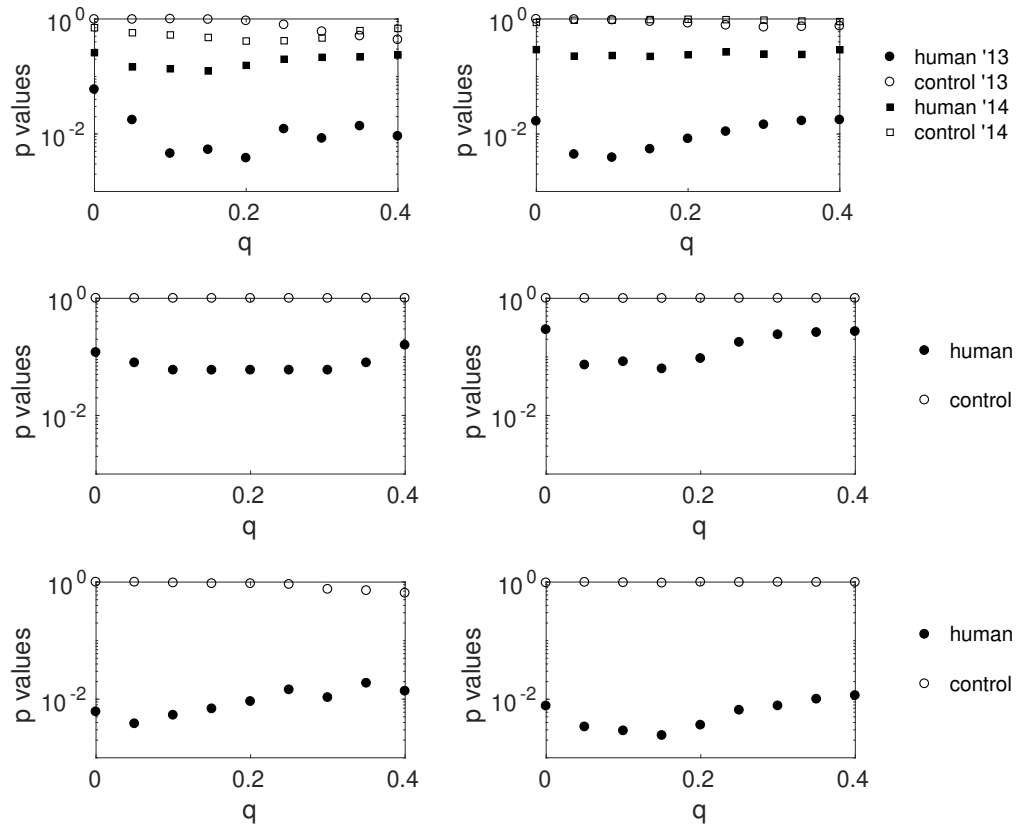 10^0
10^-2
p values
0
0.2
0.4
q
10^0
10^-2
p values
0
0.2
0.4
q
human '13
control '13
human '14
control '14
10^0
10^-2
p values
0
0.2
0.4
q
10^0
10^-2
p values
0
0.2
0.4
q
human
control
10^0
10^-2
p values
0
0.2
0.4
q
10^0
10^-2
p values
0
0.2
0.4
q
human
control